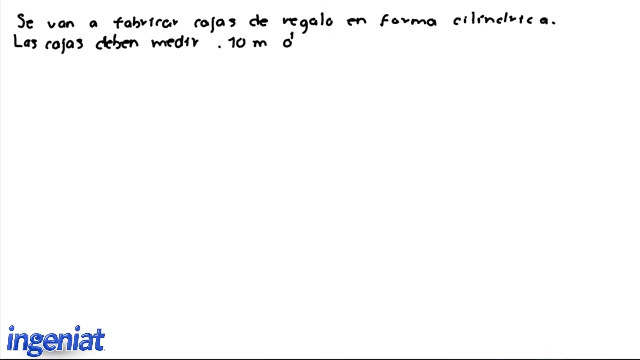 Se van a fabricar cajas de regalo en forma cilíndrica.
Las cajas deben medir .10 m ó
ingeniat